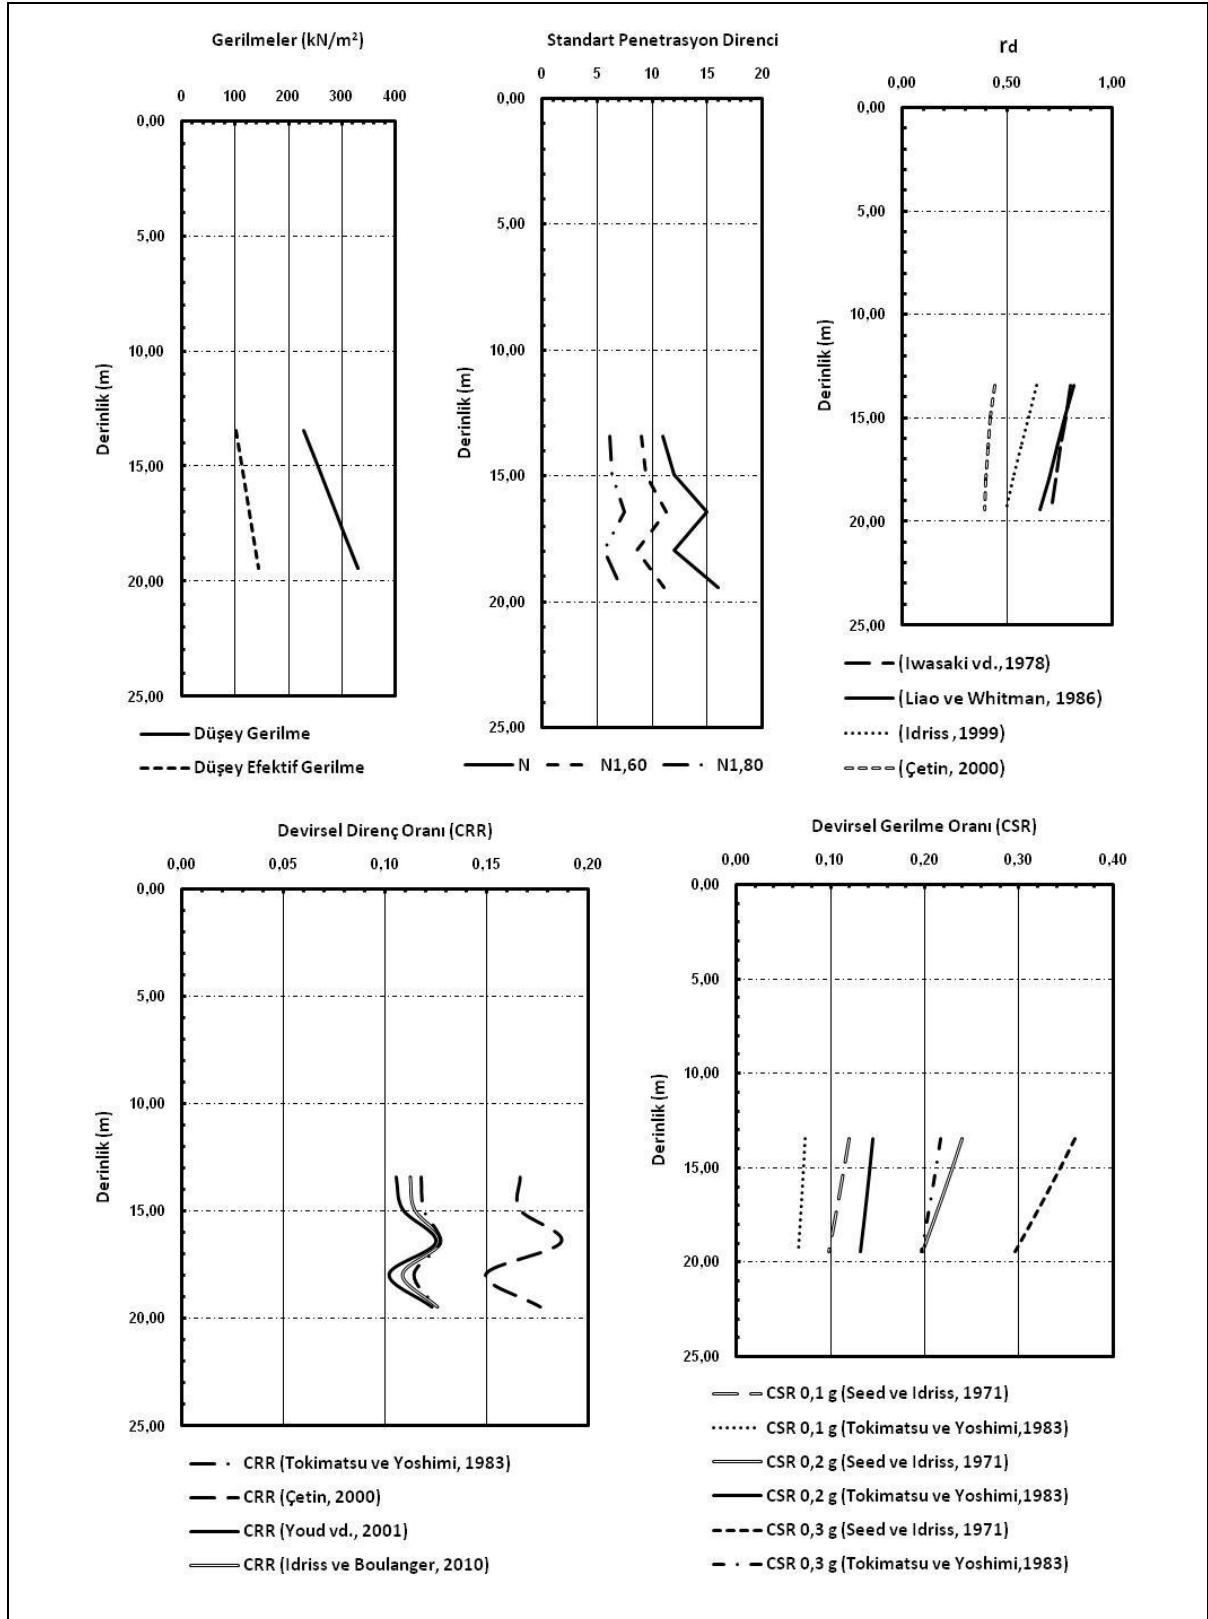 Gerilmeler (kN/m²)
0 100 200 300 400
0,00
5,00
10,00
15,00
20,00
25,00
Derinlik (m)
Düşey Gerilme
Düşey Efektif Gerilme
Standart Penetrasyon Direnci
0 5 10 15 20
0,00
5,00
10,00
15,00
20,00
25,00
Derinlik (m)
N N1,60 N1,80
rd
0,00 0,50 1,00
0,00
5,00
10,00
15,00
20,00
25,00
Derinlik (m)
(Iwasaki vd.,1978)
(Liao ve Whitman, 1986)
(Idriss ,1999)
(Çetin, 2000)
Devirsel Direnç Oranı (CRR)
0,00 0,05 0,10 0,15 0,20
0,00
5,00
10,00
15,00
20,00
25,00
Derinlik (m)
CRR (Tokimatsu ve Yoshimi, 1983)
CRR (Çetin, 2000)
CRR (Youd vd., 2001)
CRR (Idriss ve Boulanger, 2010)
Devirsel Gerilme Oranı (CSR)
0,00 0,10 0,20 0,30 0,40
0,00
5,00
10,00
15,00
20,00
25,00
Derinlik (m)
CSR 0,1 g (Seed ve Idriss, 1971)
CSR 0,1 g (Tokimatsu ve Yoshimi,1983)
CSR 0,2 g (Seed ve Idriss, 1971)
CSR 0,2 g (Tokimatsu ve Yoshimi,1983)
CSR 0,3 g (Seed ve Idriss, 1971)
CSR 0,3 g (Tokimatsu ve Yoshimi,1983)